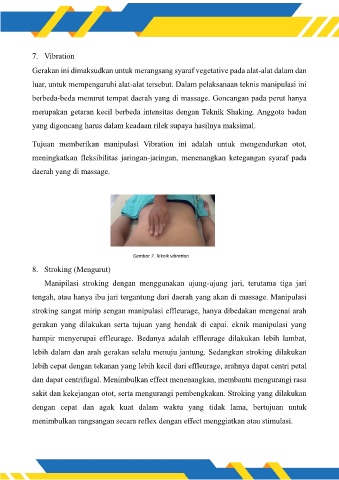 7. Vibration
Gerakan ini dimaksudkan untuk merangsang syaraf vegetative pada alat-alat dalam dan
luar, untuk mempengaruhi alat-alat tersebut. Dalam pelaksanaan teknis manipulasi ini
berbeda-beda menurut tempat daerah yang di massage. Goncangan pada perut hanya
merupakan getaran kecil berbeda intensitas dengan Teknik Shaking. Anggota badan
yang digoncang harus dalam keadaan rilek supaya hasilnya maksimal.
Tujuan memberikan manipulasi Vibration ini adalah untuk mengendurkan otot,
meningkatkan fleksibilitas jaringan-jaringan, menenangkan ketegangan syaraf pada
daerah yang di massage.
Gambar 7. Teknik vibration
8. Stroking (Mengurut)
Manipilasi stroking dengan menggunakan ujung-ujung jari, terutama tiga jari
tengah, atau hanya ibu jari tergantung dari daerah yang akan di massage. Manipulasi
stroking sangat mirip sengan manipulasi effleurage, hanya dibedakan mengenai arah
gerakan yang dilakukan serta tujuan yang hendak di capai. eknik manipulasi yang
hampir menyerupai effleurage. Bedanya adalah effleurage dilakukan lebih lambat,
lebih dalam dan arah gerakan selalu menuju jantung. Sedangkan stroking dilakukan
lebih cepat dengan tekanan yang lebih kecil dari effleurage, arahnya dapat centri petal
dan dapat centrifugal. Menimbulkan effect menenangkan, membantu mengurangi rasa
sakit dan kekejangan otot, serta mengurangi pembengkakan. Stroking yang dilakukan
dengan cepat dan agak kuat dalam waktu yang tidak lama, bertujuan untuk
menimbulkan rangsangan secara reflex dengan effect menggiatkan atau stimulasi.